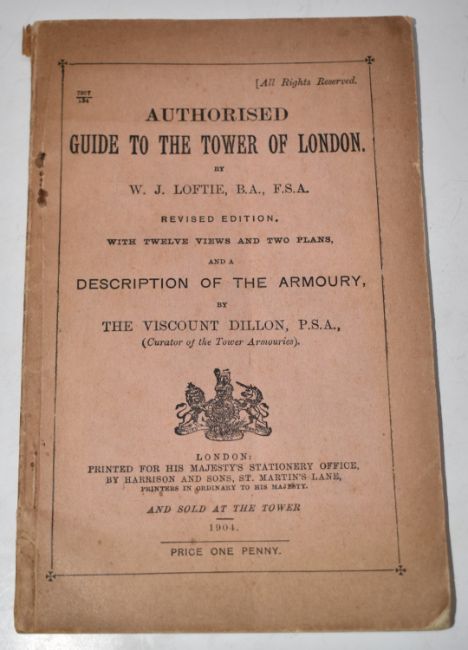 [All Rights Reserved.
7807
134
AUTHORISED
GUIDE TO THE TOWER OF LONDON.
BY
W. J. LOFTIE, B.A., F.S.A.
REVISED EDITION.
WITH TWELVE VIEWS AND TWO PLANS,
AND A
DESCRIPTION OF THE ARMOURY,
BY
THE VISCOUNT DILLON, P.S.A.,
(Curator of the Tower Armouries).
LONDON:
PRINTED FOR HIS MAJESTY'S STATIONERY OFFICE,
BY HARRISON AND SONS, ST. MARTIN'S LANE,
PRINTERS IN ORDINARY TO HIS MAJESTY.
AND SOLD AT THE TOWER
1904.
PRICE ONE PENNY.